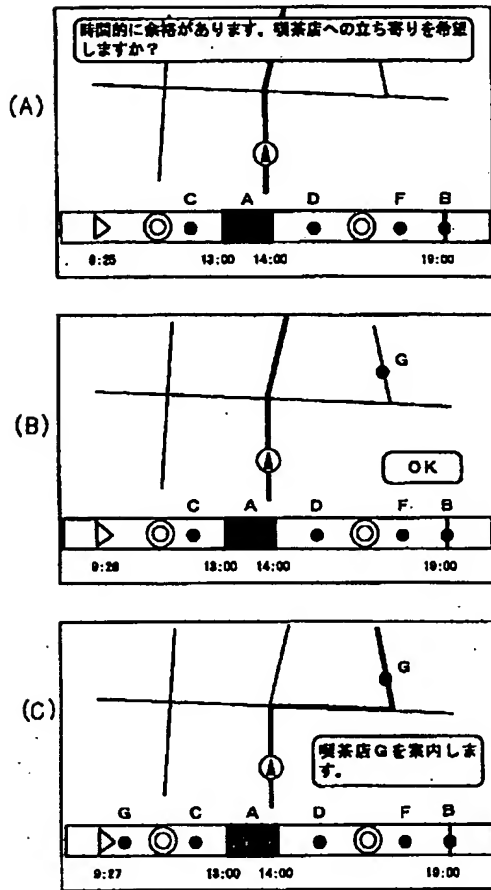 (A)
時間的に余裕があります。喫茶店への立ち寄りを希望
しますか?
C A D F B
9:25 13:00 14:00 19:00
(B)
G
OK
C A D F B
9:26 13:00 14:00 19:00
(C)
G
喫茶店Gを案内しま
す。
G C A D F B
9:27 13:00 14:00 19:00